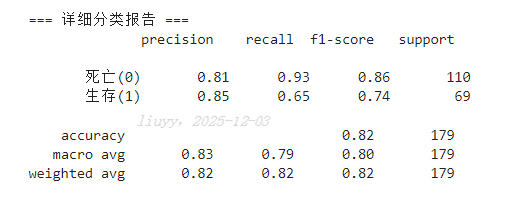 === 详细分类报告 ===
precision recall f1-score support
死亡(0) 0.81 0.93 0.86 110
生存(1) 0.85 0.65 0.74 69
liuyy, 2025-12-03
accuracy 0.82 179
macro avg 0.83 0.79 0.80 179
weighted avg 0.82 0.82 0.82 179